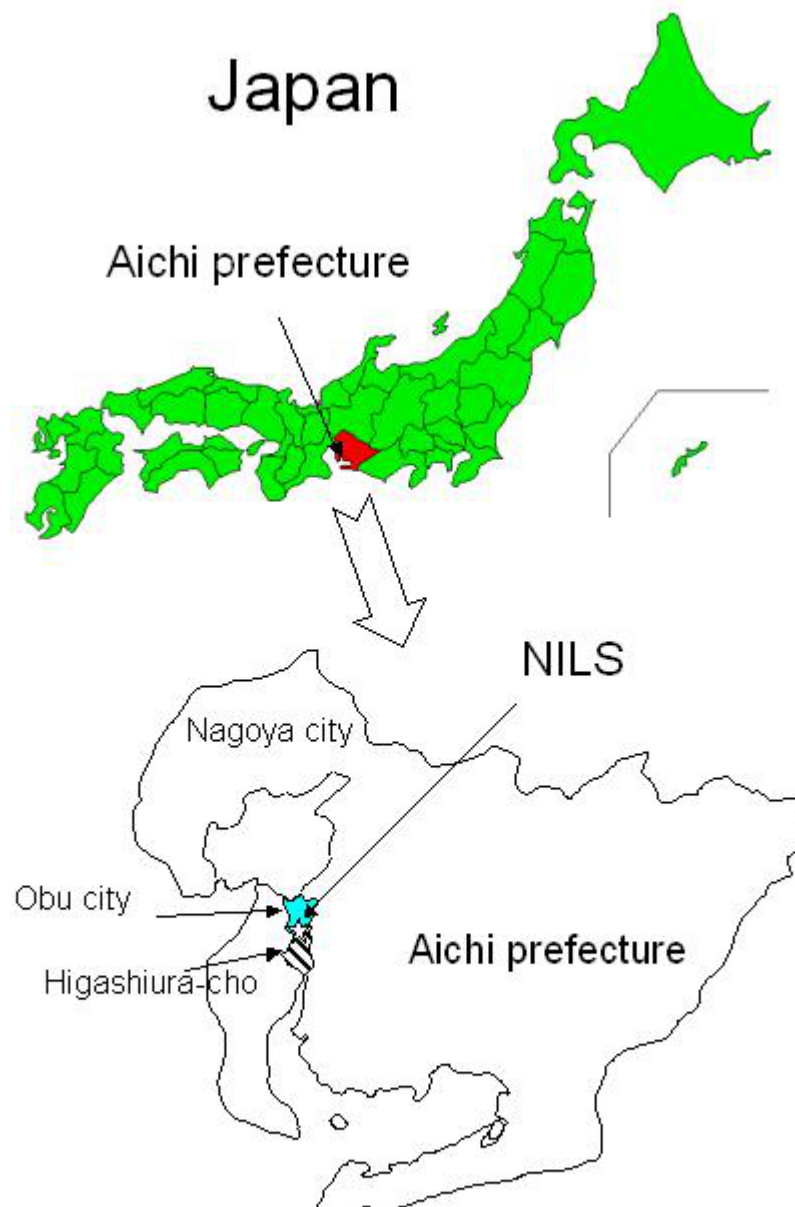 Japan
Aichi prefecture
NILS
Nagoya city
Obu city
Aichi prefecture
Higashiura-cho